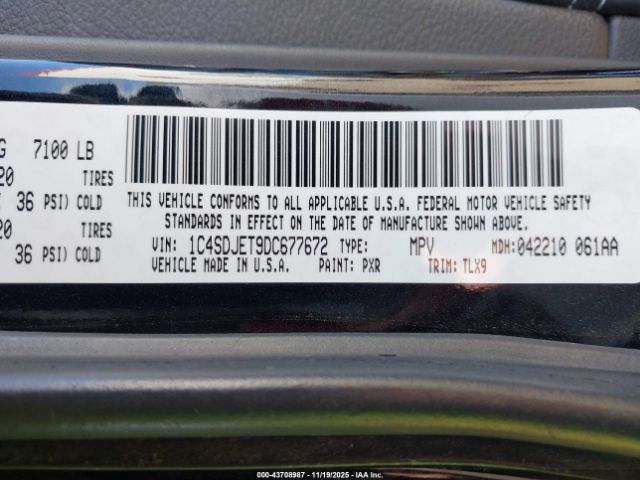 G 7100 LB
20 TIRES
36 PSI) COLD
20 TIRES
36 PSI) COLD
THIS VEHICLE CONFORMS TO ALL APPLICABLE U.S.A. FEDERAL MOTOR VEHICLE SAFETY
STANDARDS IN EFFECT ON THE DATE OF MANUFACTURE SHOWN ABOVE.
VIN: 1C4SDJET9DC677672 TYPE: MPV MDH:042210 061AA
VEHICLE MADE IN U.S.A. PAINT: PXR TRIM: TLX9
000-43708987 - 11/19/2025 - IAA Inc.